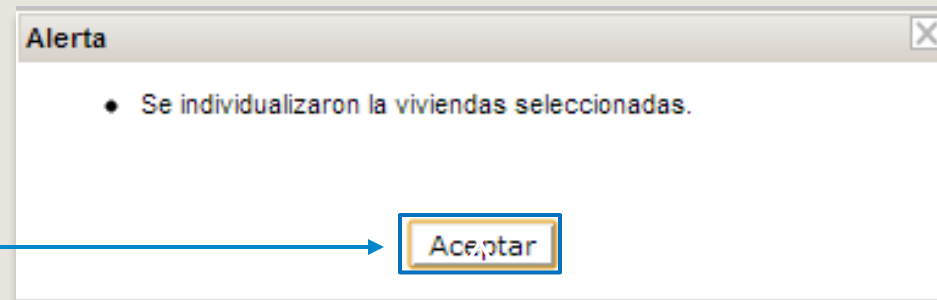 Alerta
Se individualizaron la viviendas seleccionadas.
Aceptar